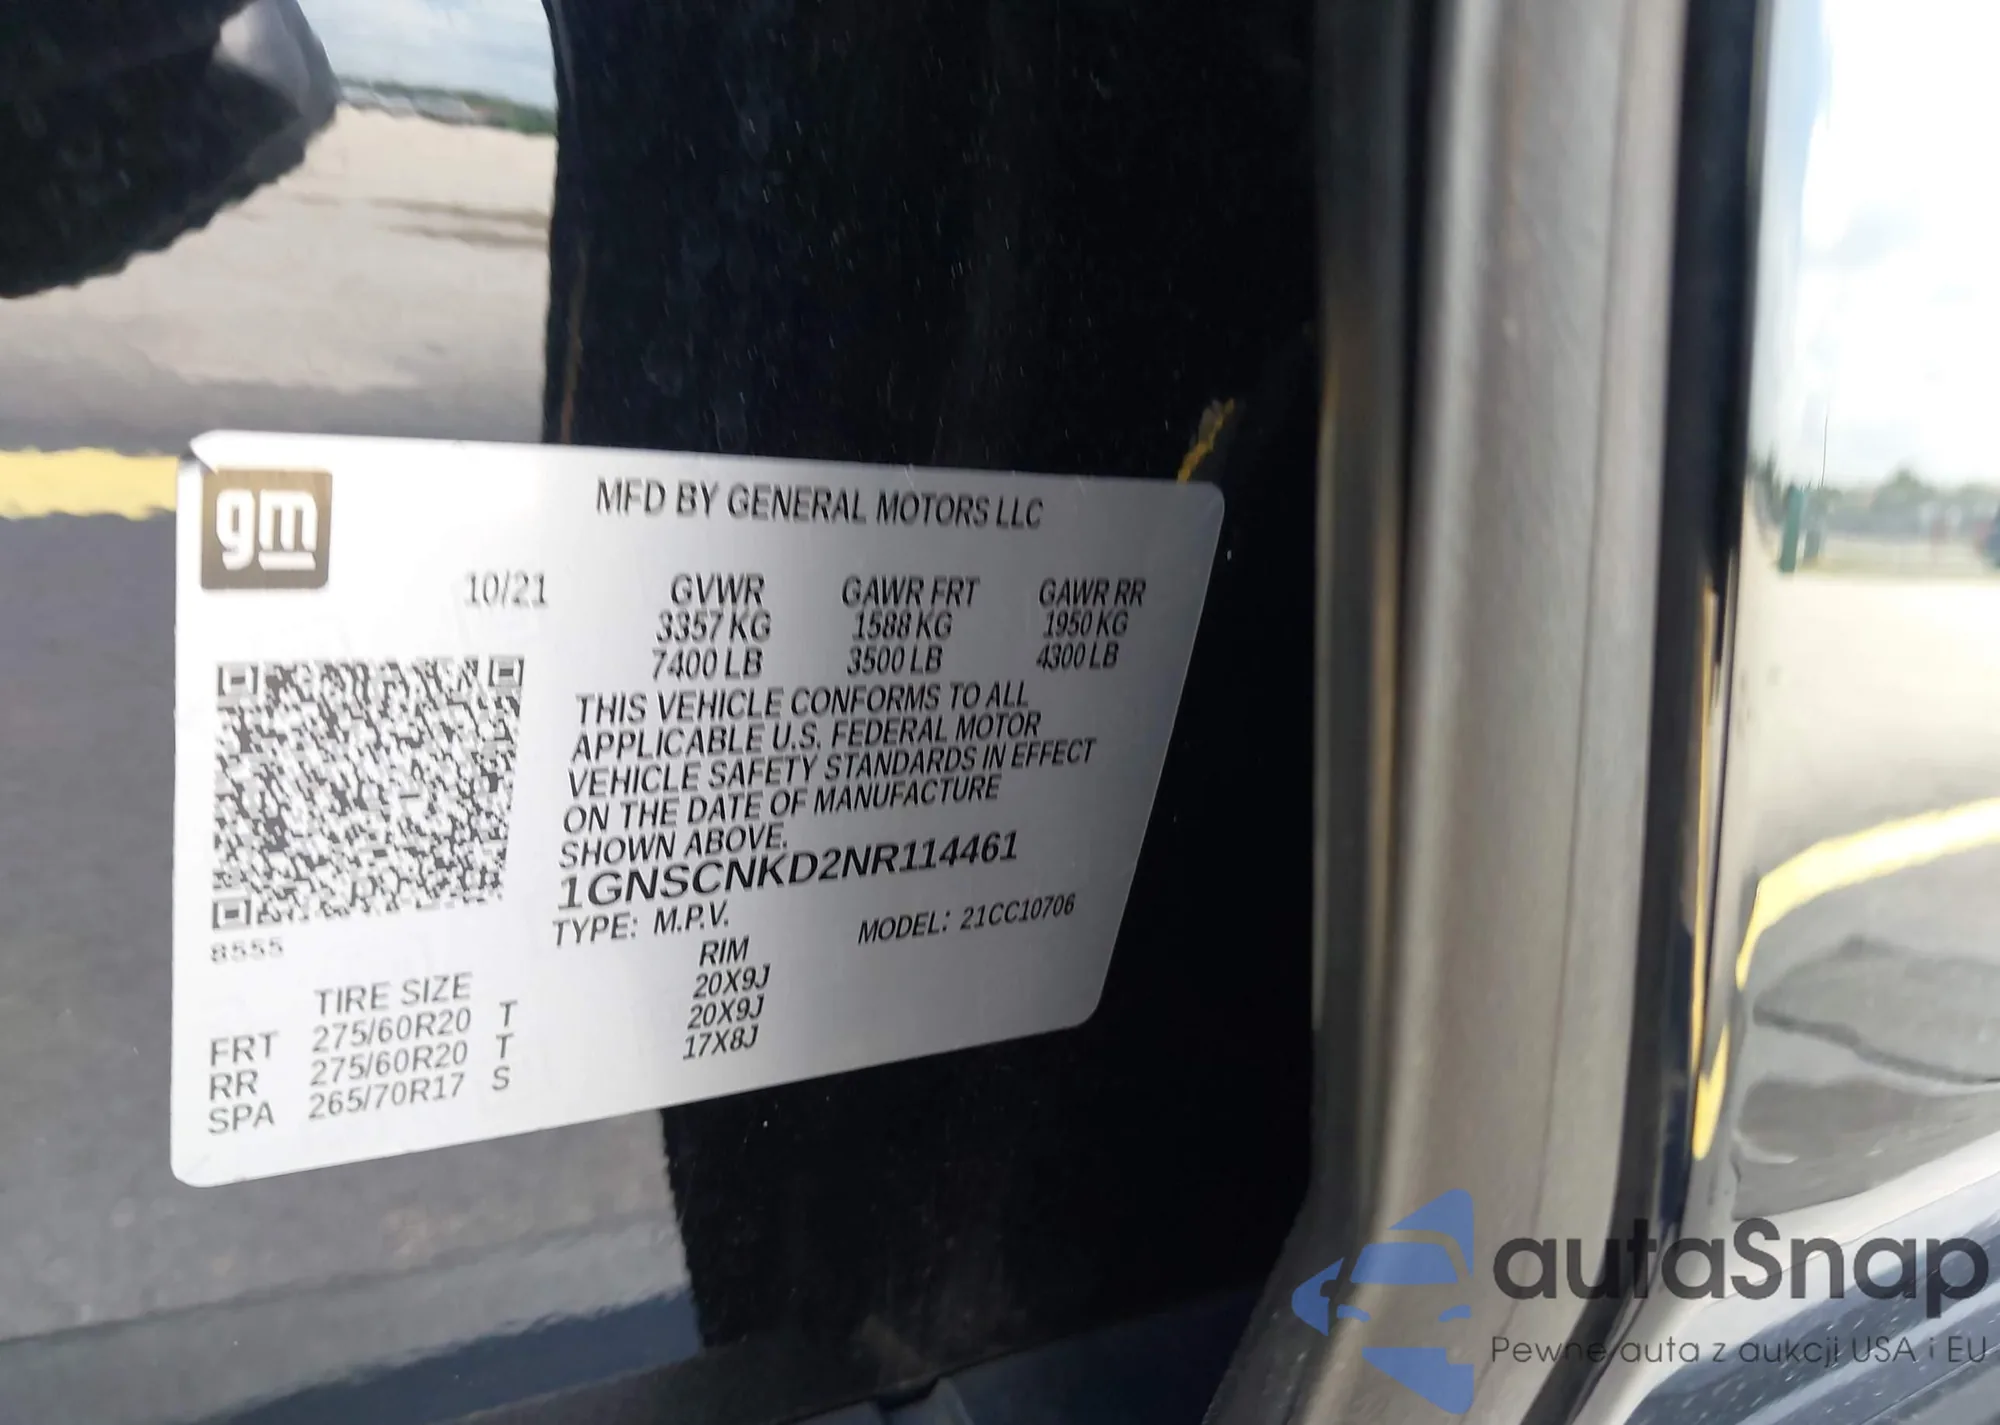 gm
MFD BY GENERAL MOTORS LLC
10/21 GVWR GAWR FRT GAWR RR
3357 KG 1588 KG 1950 KG
7400 LB 3500 LB 4300 LB
THIS VEHICLE CONFORMS TO ALL
APPLICABLE U.S. FEDERAL MOTOR
VEHICLE SAFETY STANDARDS IN EFFECT
ON THE DATE OF MANUFACTURE
SHOWN ABOVE.
1GNSCNKD2NR114461
TYPE: M.P.V. MODEL: 21CC10706
8555
TIRE SIZE RIM
FRT 275/60R20 T 20X9J
RR 275/60R20 T 20X9J
SPA 265/70R17 S 17X8J
autaSnap
Pewne auta z aukcji USA i EU